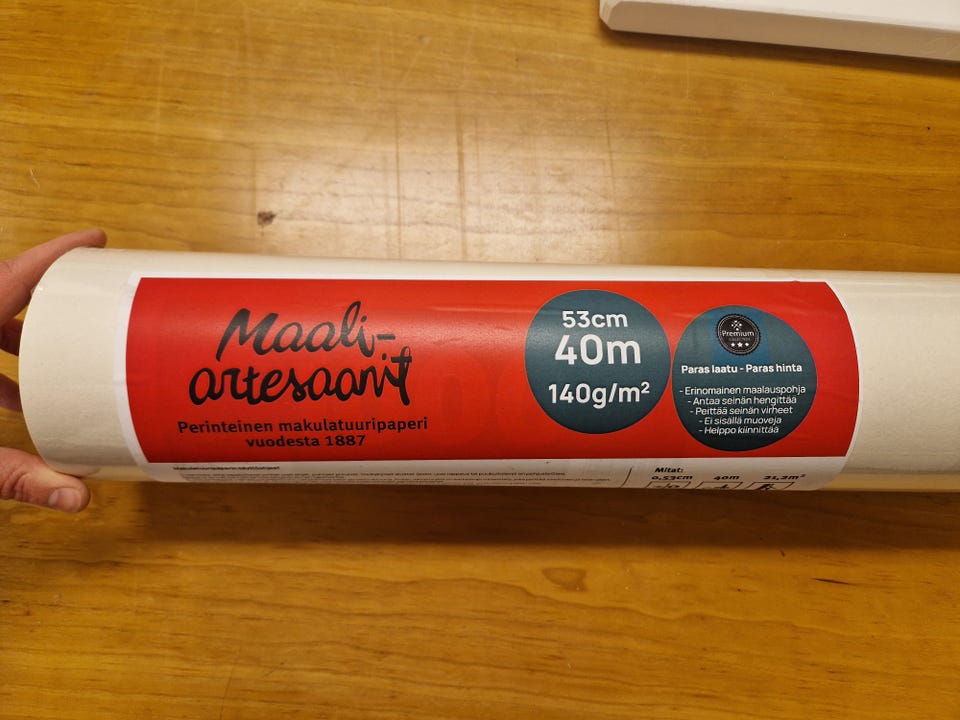 Maali-
artesaanit
Perinteinen makulatuuripaperi
vuodesta 1887
53cm
40m
140g/m²
Premium
Paras laatu - Paras hinta
- Erinomainen maalauspohja
- Antaa seinän hengittää
- Peittää seinän virheet
- Ei sisällä muoveja
- Helppo kiinnittää
Mitat:
0,53cm 40m 21,2m²